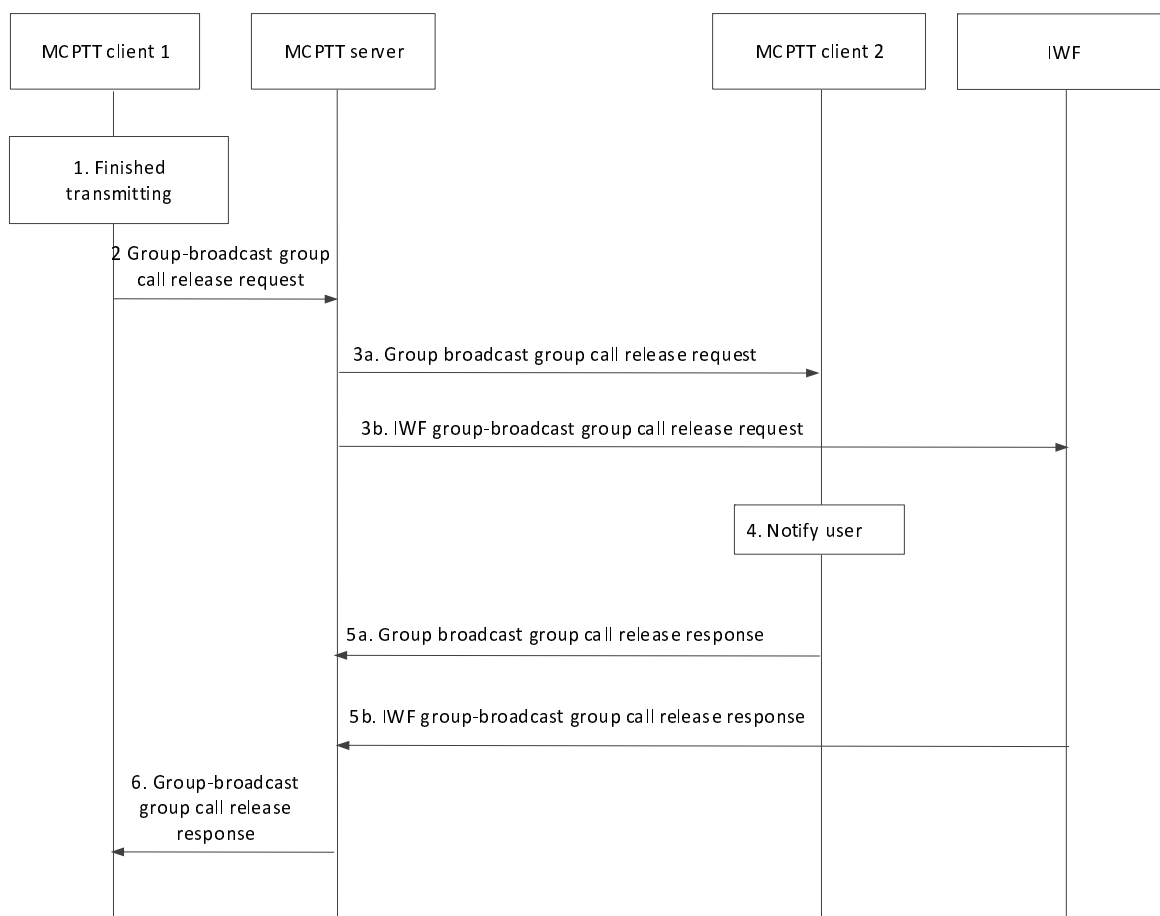 MCPTT client 1
MCPTT server
MCPTT client 2
IWF
1. Finished
transmitting
2 Group-broadcast group
call release request
3a. Group broadcast group call release request
3b. IWF group-broadcast group call release request
4. Notify user
5a. Group broadcast group call release response
5b. IWF group-broadcast group call release response
6. Group-broadcast
group call release
response